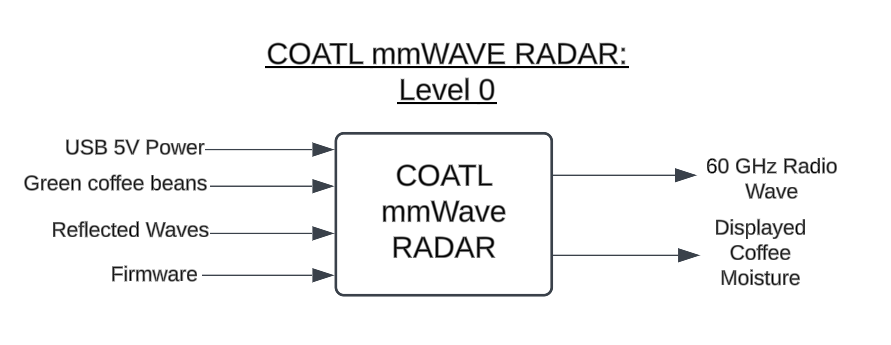 COATL mmWAVE RADAR:
Level 0
USB 5V Power
Green coffee beans
Reflected Waves
Firmware
COATL
mmWave
RADAR
60 GHz Radio
Wave
Displayed
Coffee
Moisture